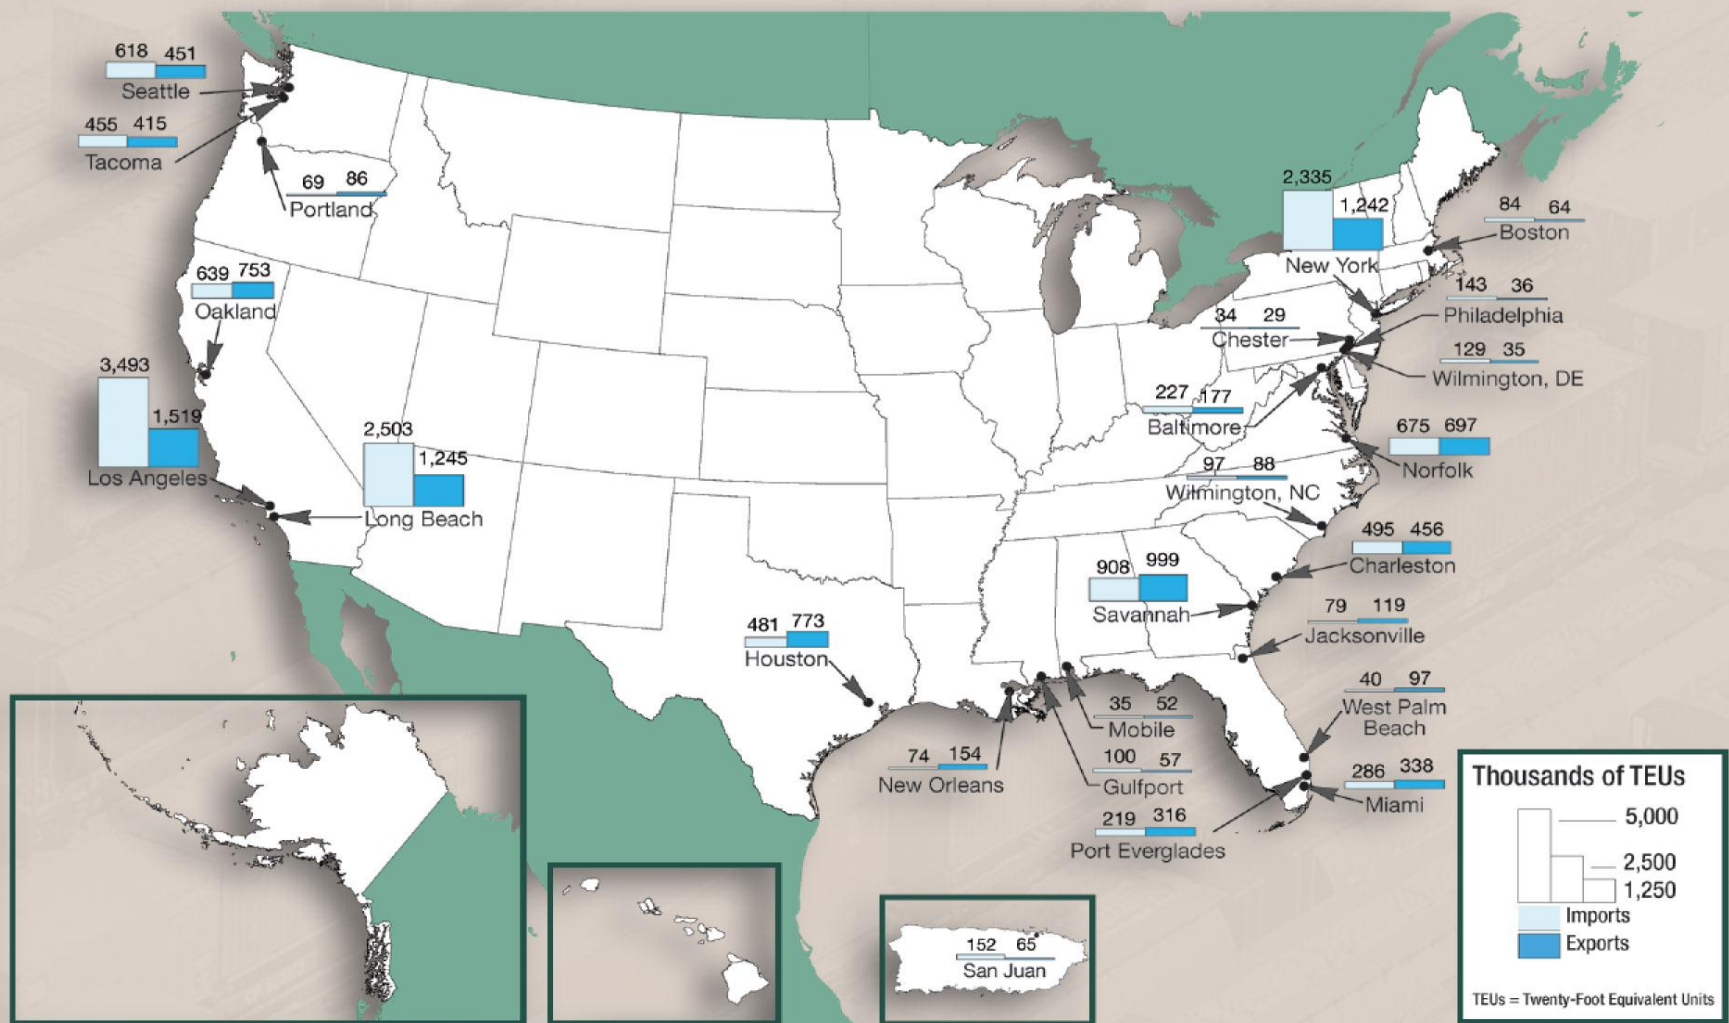 618 451
Seattle
455 415
Tacoma
69 86
Portland
639 753
Oakland
3,493
1,519
Los Angeles
2,503
1,245
Long Beach
481 773
Houston
2,335
1,242
New York
84 64
Boston
143 36
Philadelphia
34 29
Chester
129 35
Wilmington, DE
227 177
Baltimore
675 697
Norfolk
97 88
Wilmington, NC
495 456
Charleston
908 999
Savannah
79 119
Jacksonville
40 97
West Palm
Beach
35 52
Mobile
74 154
New Orleans
100 57
Gulfport
286 338
Miami
219 316
Port Everglades
152 65
San Juan
Thousands of TEUs
5,000
2,500
1,250
Imports
Exports
TEUs = Twenty-Foot Equivalent Units